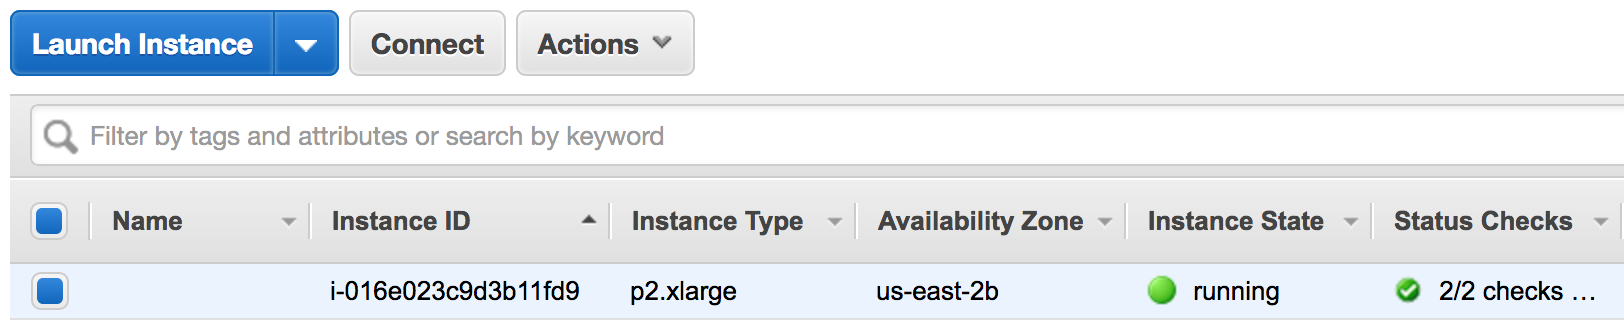 Launch Instance Connect Actions
Filter by tags and attributes or search by keyword
Name Instance ID Instance Type Availability Zone Instance State Status Checks
i-016e023c9d3b11fd9 p2.xlarge us-east-2b running 2/2 checks ...